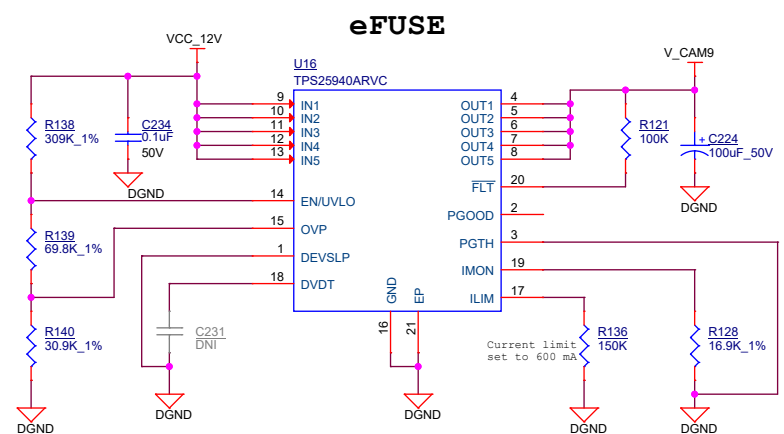 eFUSE
VCC_12V
V_CAM9
U16
TPS25940ARVC
R138
309K_1%
C234
0.1uF
50V
DGND
9
IN1
10
IN2
11
IN3
12
IN4
13
IN5
14
EN/UVLO
15
OVP
1
DEVSLP
18
DVDT
OUT1
4
OUT2
5
OUT3
6
OUT4
7
OUT5
8
FLT
20
PGOOD
2
PGTH
3
IMON
19
ILIM
17
GND
16
EP
21
R121
100K
+
C224
100uF_50V
DGND
R139
69.8K_1%
R140
30.9K_1%
C231
DNI
Current limit
set to 600 mA
R136
150K
R128
16.9K_1%
DGND
DGND
DGND
DGND
DGND